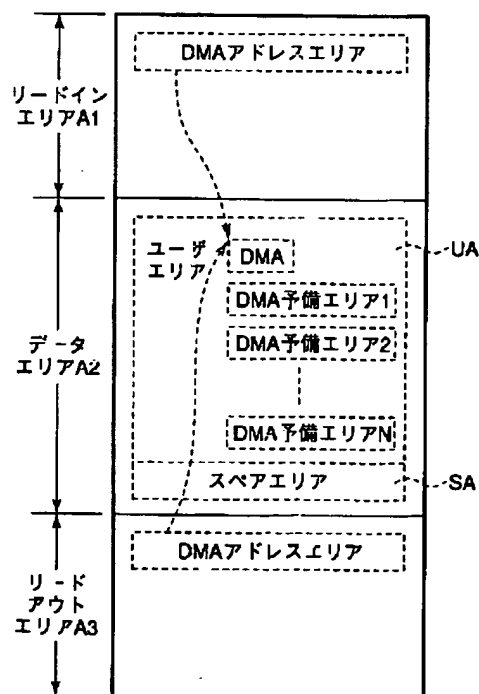 DMAアドレスエリア
リードイン
エリアA1
ユーザ
エリア
DMA
UA
DMA予備エリア1
DMA予備エリア2
データ
エリアA2
DMA予備エリアN
スペアエリア
SA
DMAアドレスエリア
リード
アウト
エリアA3